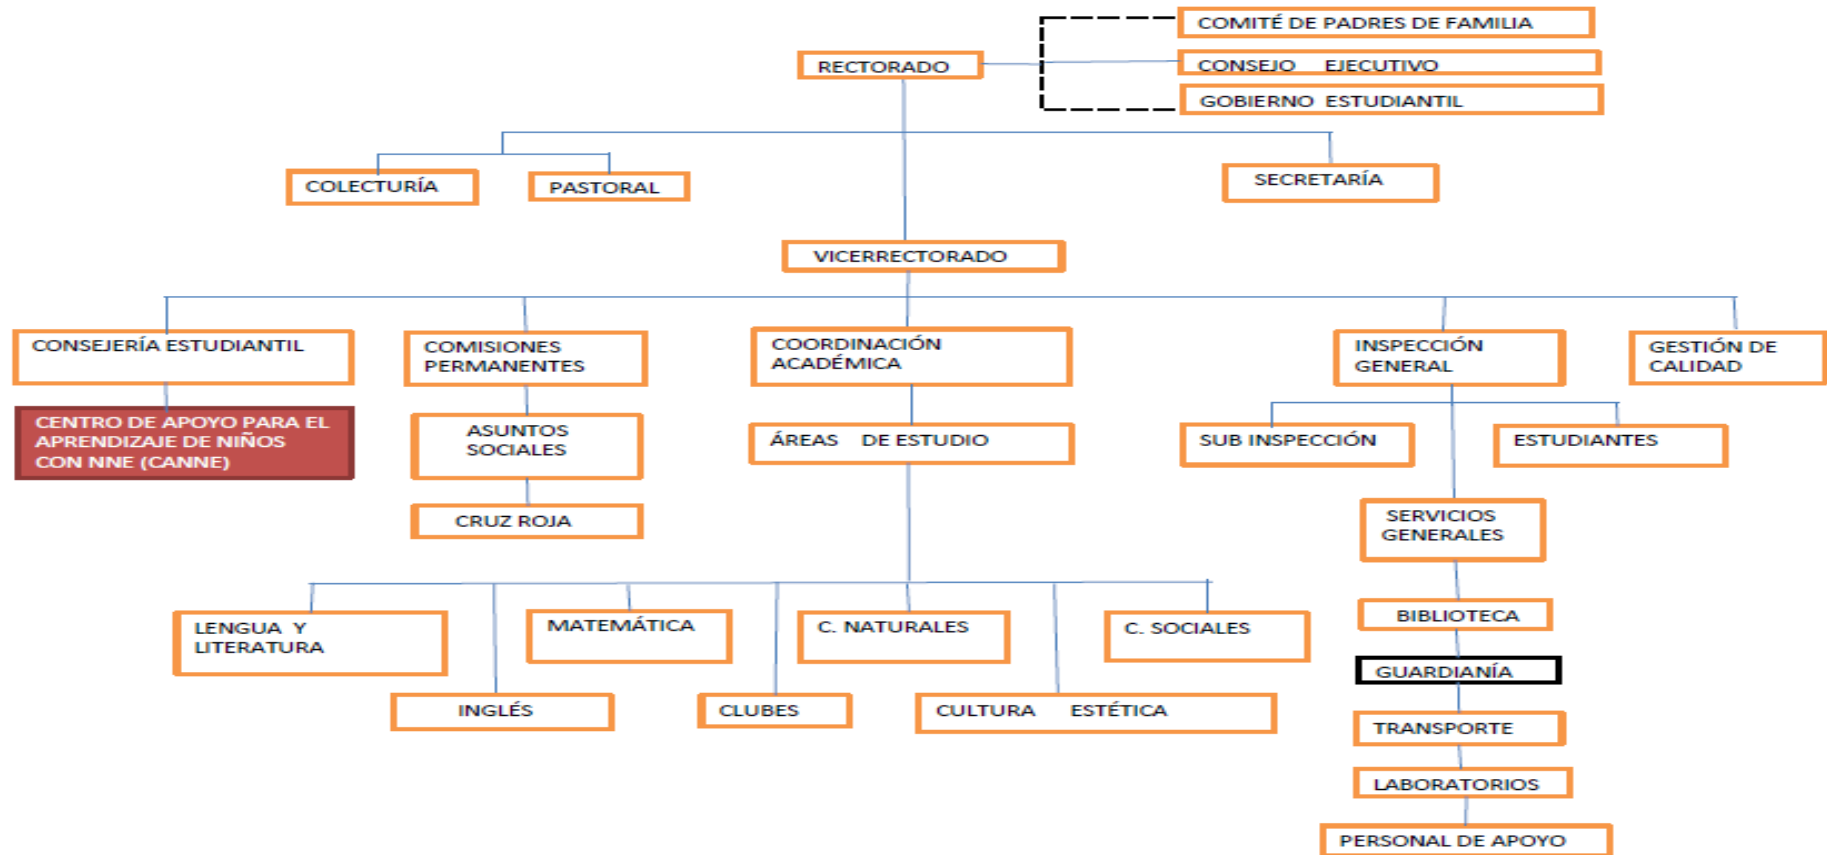 COMITÉ DE PADRES DE FAMILIA
RECTORADO
CONSEJO EJECUTIVO
GOBIERNO ESTUDIANTIL
COLECTURÍA
PASTORAL
SECRETARÍA
VICERRECTORADO
CONSEJERÍA ESTUDIANTIL
COMISIONES
PERMANENTES
COORDINACIÓN
ACADÉMICA
INSPECCIÓN
GENERAL
GESTIÓN DE
CALIDAD
CENTRO DE APOYO PARA EL
APRENDIZAJE DE NIÑOS
CON NNE (CANNE)
ASUNTOS
SOCIALES
ÁREAS DE ESTUDIO
SUB INSPECCIÓN
ESTUDIANTES
CRUZ ROJA
SERVICIOS
GENERALES
LENGUA Y
LITERATURA
MATEMÁTICA
C. NATURALES
C. SOCIALES
BIBLIOTECA
GUARDIANÍA
INGLÉS
CLUBES
CULTURA ESTÉTICA
TRANSPORTE
LABORATORIOS
PERSONAL DE APOYO